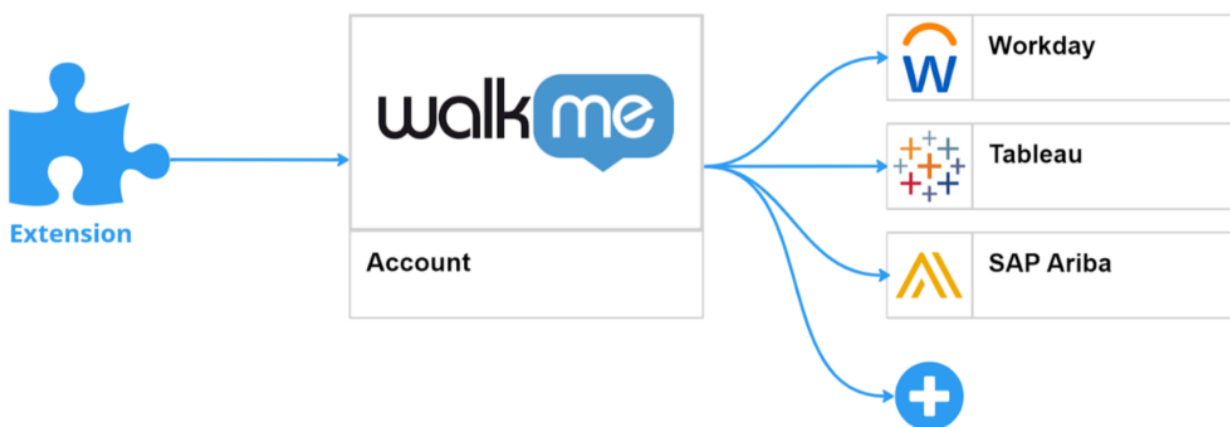 Extension
walkme
Account
Workday
Tableau
SAP Ariba